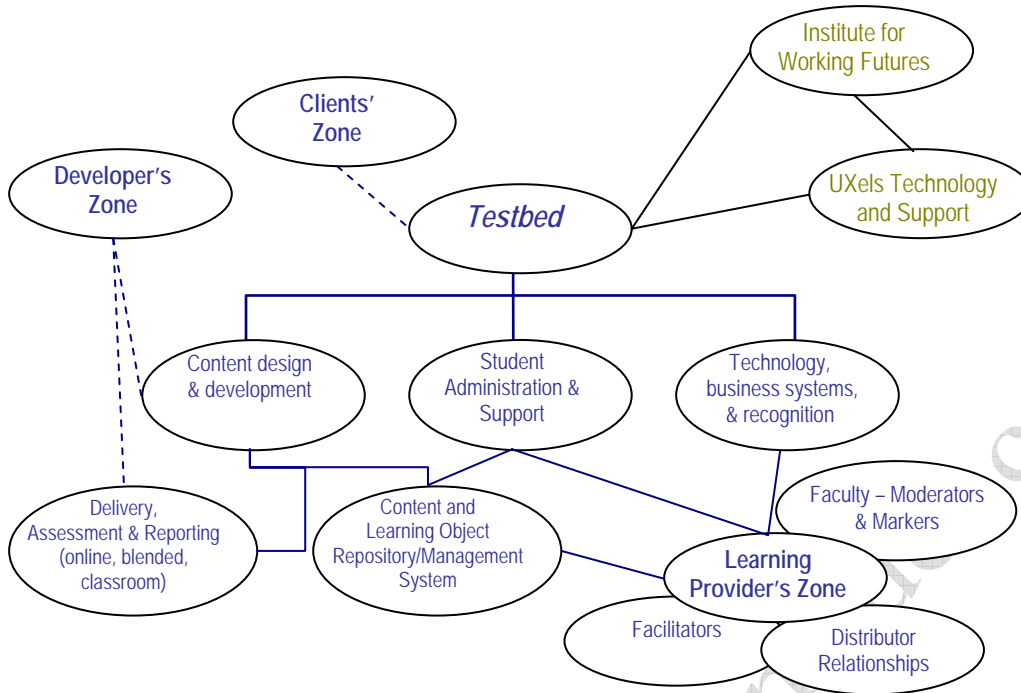 Institute for
Working Futures
Clients'
Zone
Developer's
Zone
UXels Technology
and Support
Testbed
Content design
& development
Student
Administration &
Support
Technology,
business systems,
& recognition
Delivery,
Assessment & Reporting
(online, blended,
classroom)
Content and
Learning Object
Repository/Management
System
Faculty – Moderators
& Markers
Learning
Provider's Zone
Facilitators
Distributor
Relationships